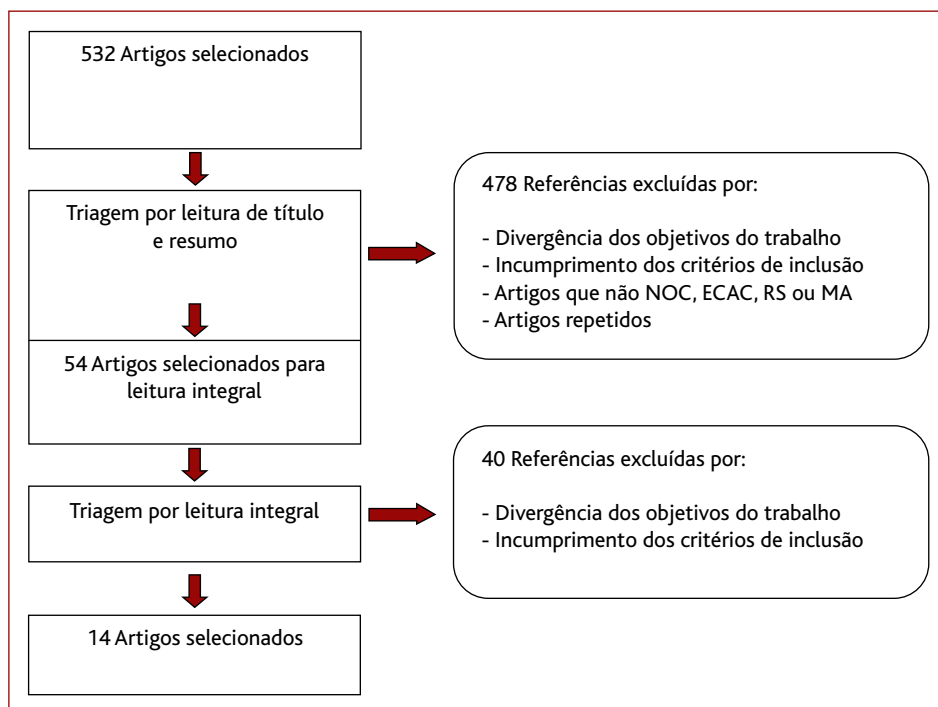 532 Artigos selecionados
Triagem por leitura de título
e resumo
478 Referências excluídas por:
- Divergência dos objetivos do trabalho
- Incumprimento dos critérios de inclusão
- Artigos que não NOC, ECAC, RS ou MA
- Artigos repetidos
54 Artigos selecionados para
leitura integral
Triagem por leitura integral
40 Referências excluídas por:
- Divergência dos objetivos do trabalho
- Incumprimento dos critérios de inclusão
14 Artigos selecionados